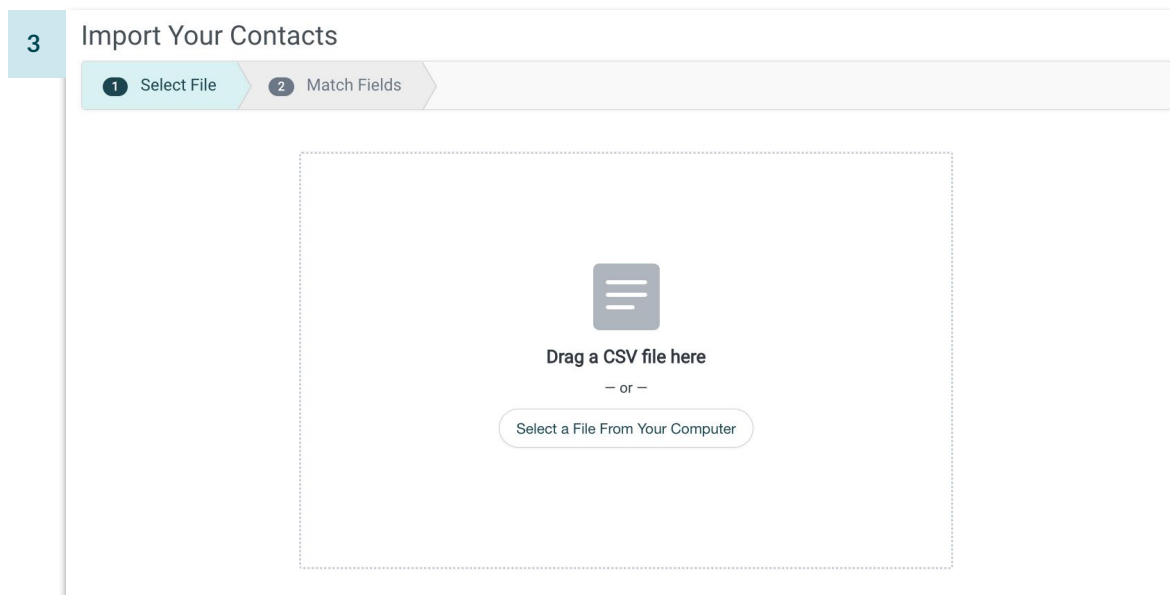 3
Import Your Contacts
1 Select File
2 Match Fields
Drag a CSV file here
— or —
Select a File From Your Computer